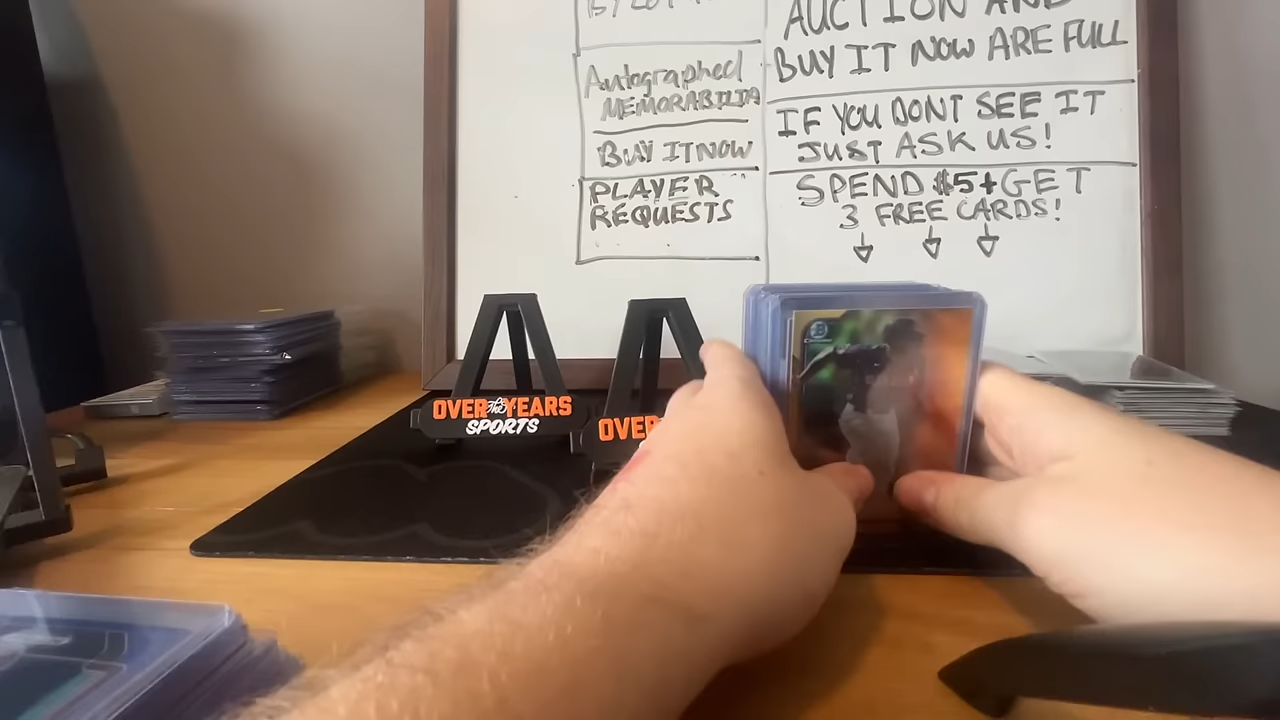 Autographed
MEMORABILIA
BUY IT NOW
PLAYER
REQUESTS
AUCTION AND
BUY IT NOW ARE FULL
IF YOU DONT SEE IT
JUST ASK US!
SPEND $5+ GET
3 FREE CARDS!
OVER The YEARS
SPORTS
OVER